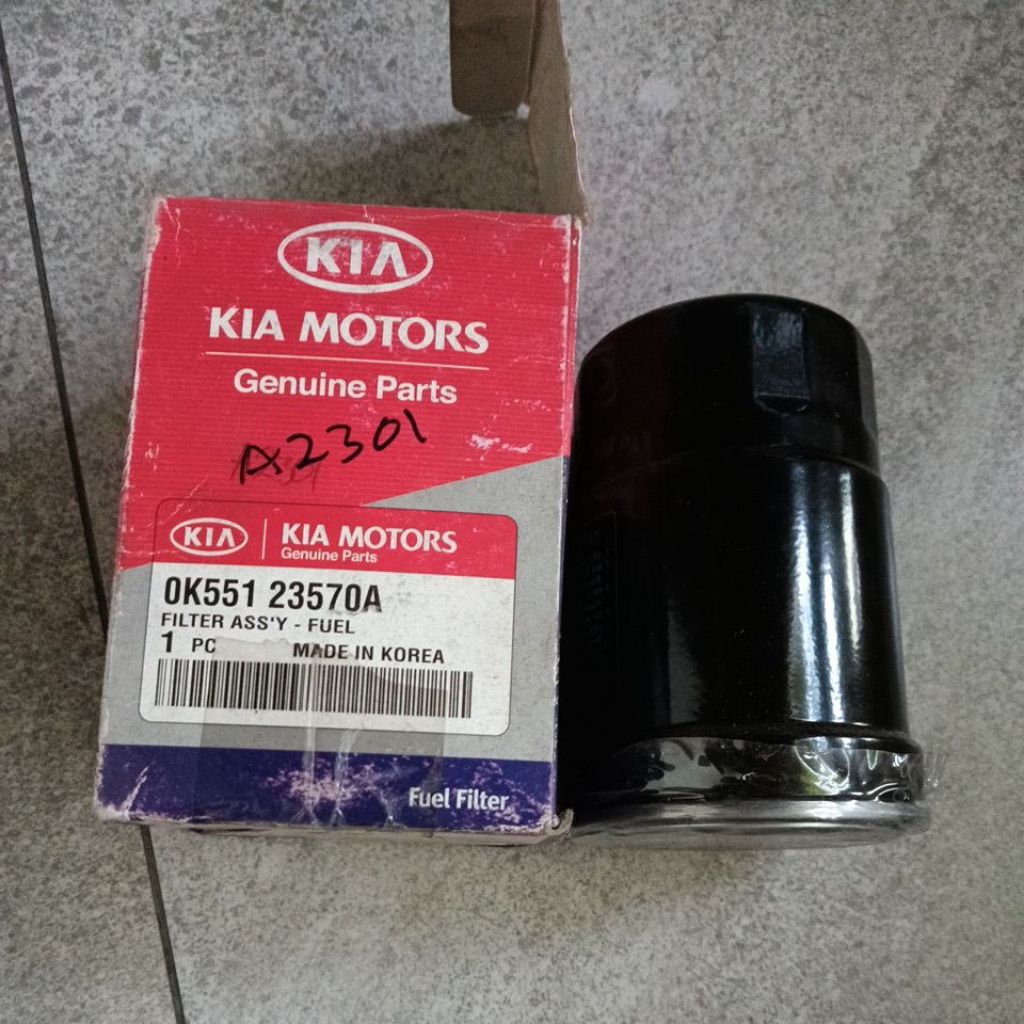 KIA
KIA MOTORS
Genuine Parts
A2301
KIA
KIA MOTORS
Genuine Parts
0K551 23570A
FILTER ASS'Y - FUEL
1 PC MADE IN KOREA
Fuel Filter